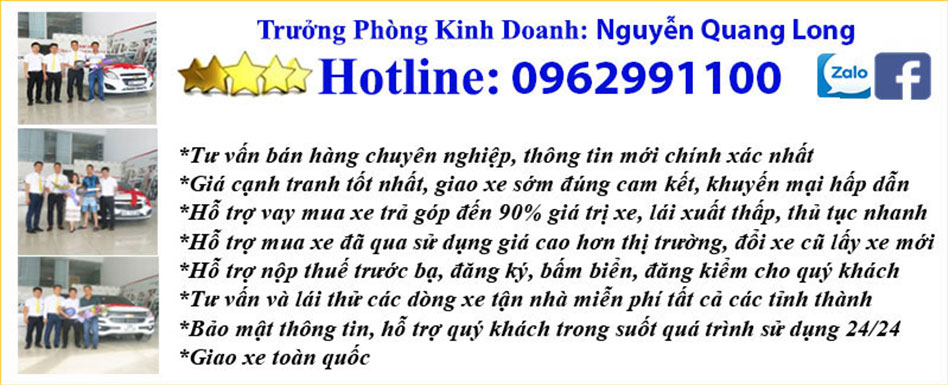 Trưởng Phòng Kinh Doanh: Nguyễn Quang Long
Hotline: 0962991100
Zalo
*Tư vấn bán hàng chuyên nghiệp, thông tin mới chính xác nhất
*Giá cạnh tranh tốt nhất, giao xe sớm đúng cam kết, khuyến mại hấp dẫn
*Hỗ trợ vay mua xe trả góp đến 90% giá trị xe, lái xuất thấp, thủ tục nhanh
*Hỗ trợ mua xe đã qua sử dụng giá cao hơn thị trường, đổi xe cũ lấy xe mới
*Hỗ trợ nộp thuế trước bạ, đăng ký, bấm biển, đăng kiểm cho quý khách
*Tư vấn và lái thử các dòng xe tận nhà miễn phí tất cả các tỉnh thành
*Bảo mật thông tin, hỗ trợ quý khách trong suốt quá trình sử dụng 24/24
*Giao xe toàn quốc